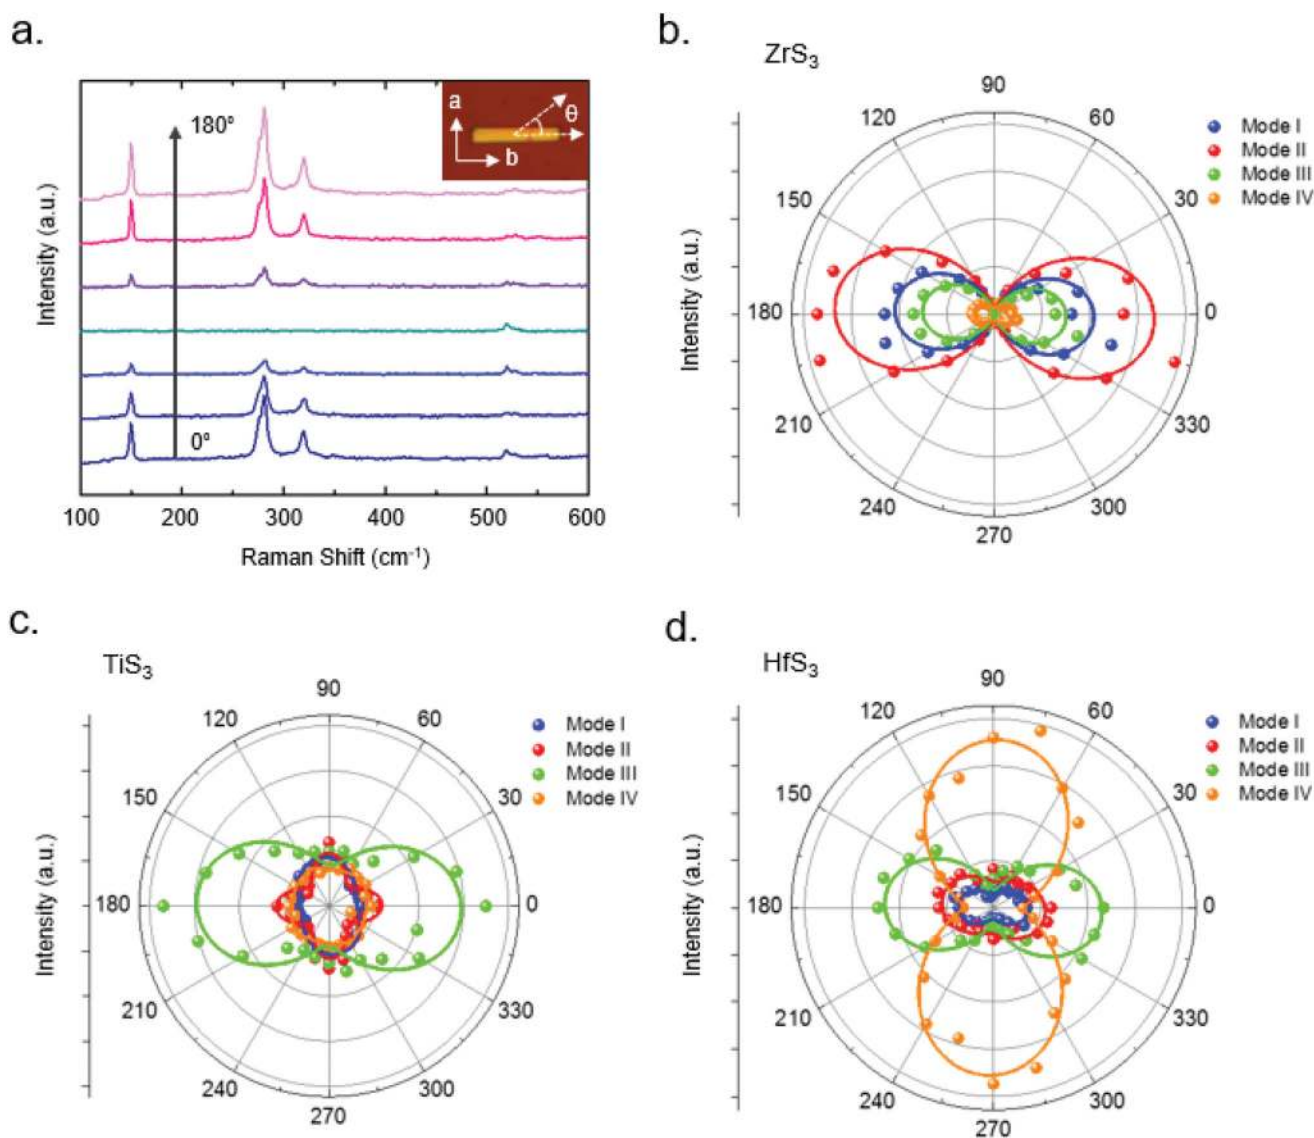 a.
Intensity (a.u.)
180º
0º
a
b
θ
100 200 300 400 500 600
Raman Shift (cm⁻¹)
b.
ZrS₃
Intensity (a.u.)
90
120 60
150 30
180 0
210 330
240 300
270
Mode I
Mode II
Mode III
Mode IV
c.
TiS₃
Intensity (a.u.)
90
120 60
150 30
180 0
210 330
240 300
270
Mode I
Mode II
Mode III
Mode IV
d.
HfS₃
Intensity (a.u.)
90
120 60
150 30
180 0
210 330
240 300
270
Mode I
Mode II
Mode III
Mode IV